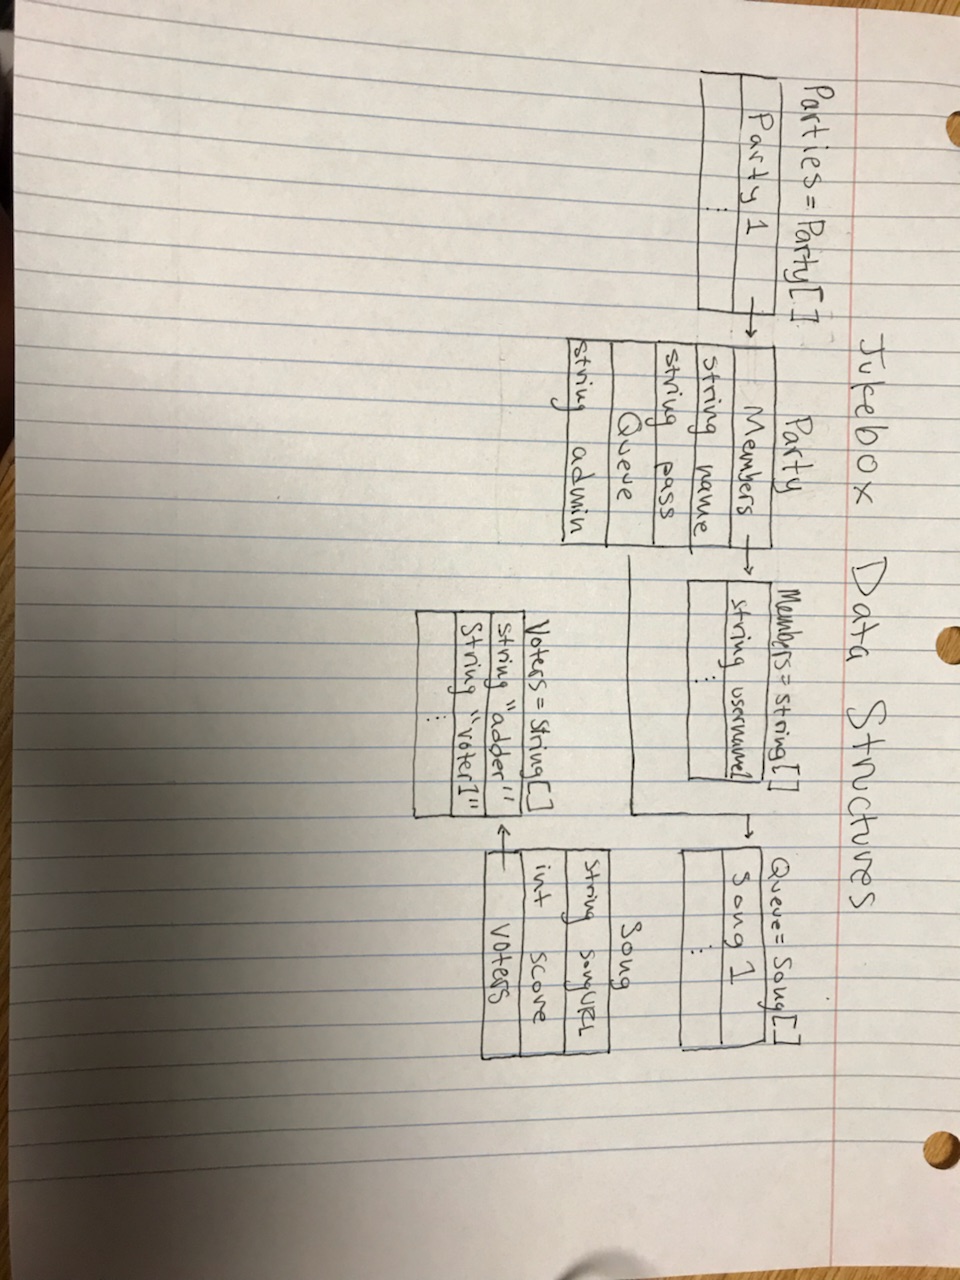 Jukebox Data Structures
Parties = Party[]
Party 1
⋮
Party
Members
string name
string pass
Queue
string admin
Members = string[]
string username1
⋮
Queue = Song[]
Song 1
⋮
Voters = String[]
string "adder"
String "voter1"
⋮
Song
string songURL
int score
voters